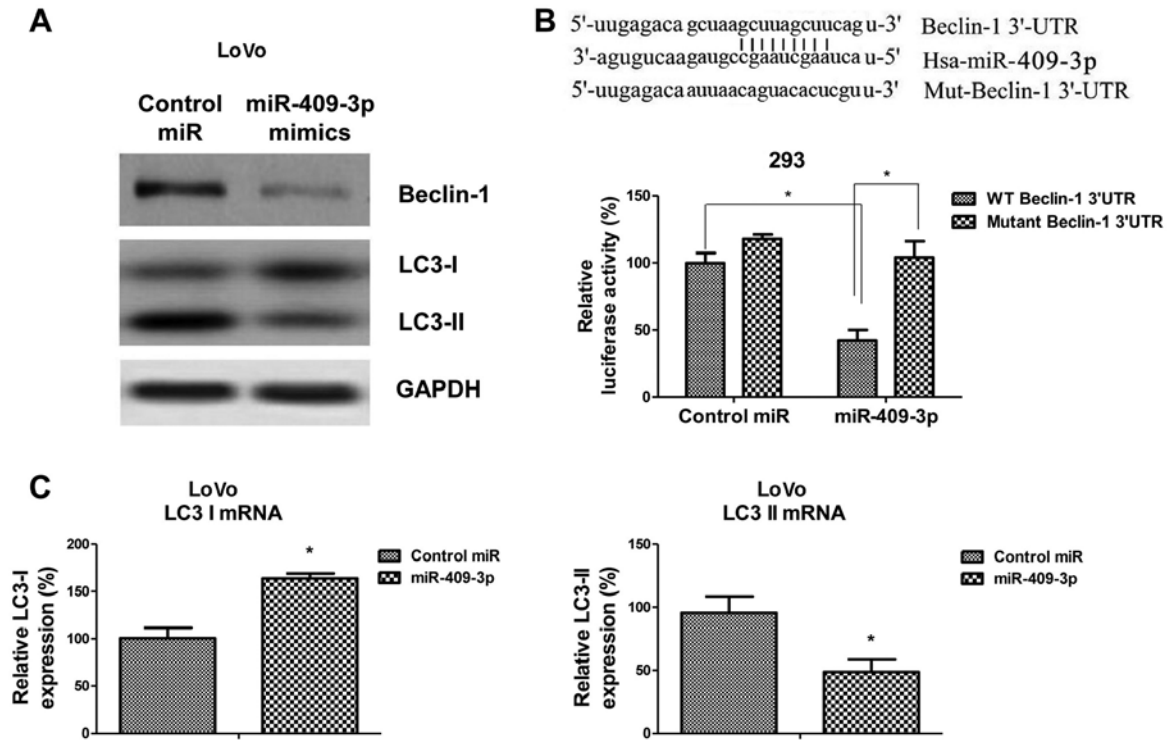 A
LoVo
Control miR
miR-409-3p mimics
Beclin-1
LC3-I
LC3-II
GAPDH
B
5'-uugagaca gcuaagcuuagcuucag u-3' Beclin-1 3'-UTR
3'-agugucaagaugccgaaucgaauca u-5' Hsa-miR-409-3p
5'-uugagaca auuaacaguacacucgu u-3' Mut-Beclin-1 3'-UTR
293
Relative luciferase activity (%)
150
100
50
0
*
*
Control miR
miR-409-3p
WT Beclin-1 3'UTR
Mutant Beclin-1 3'UTR
C
LoVo
LC3 I mRNA
Relative LC3-I expression (%)
200
150
100
50
0
*
Control miR
miR-409-3p
LoVo
LC3 II mRNA
Relative LC3-II expression (%)
150
100
50
0
*
Control miR
miR-409-3p